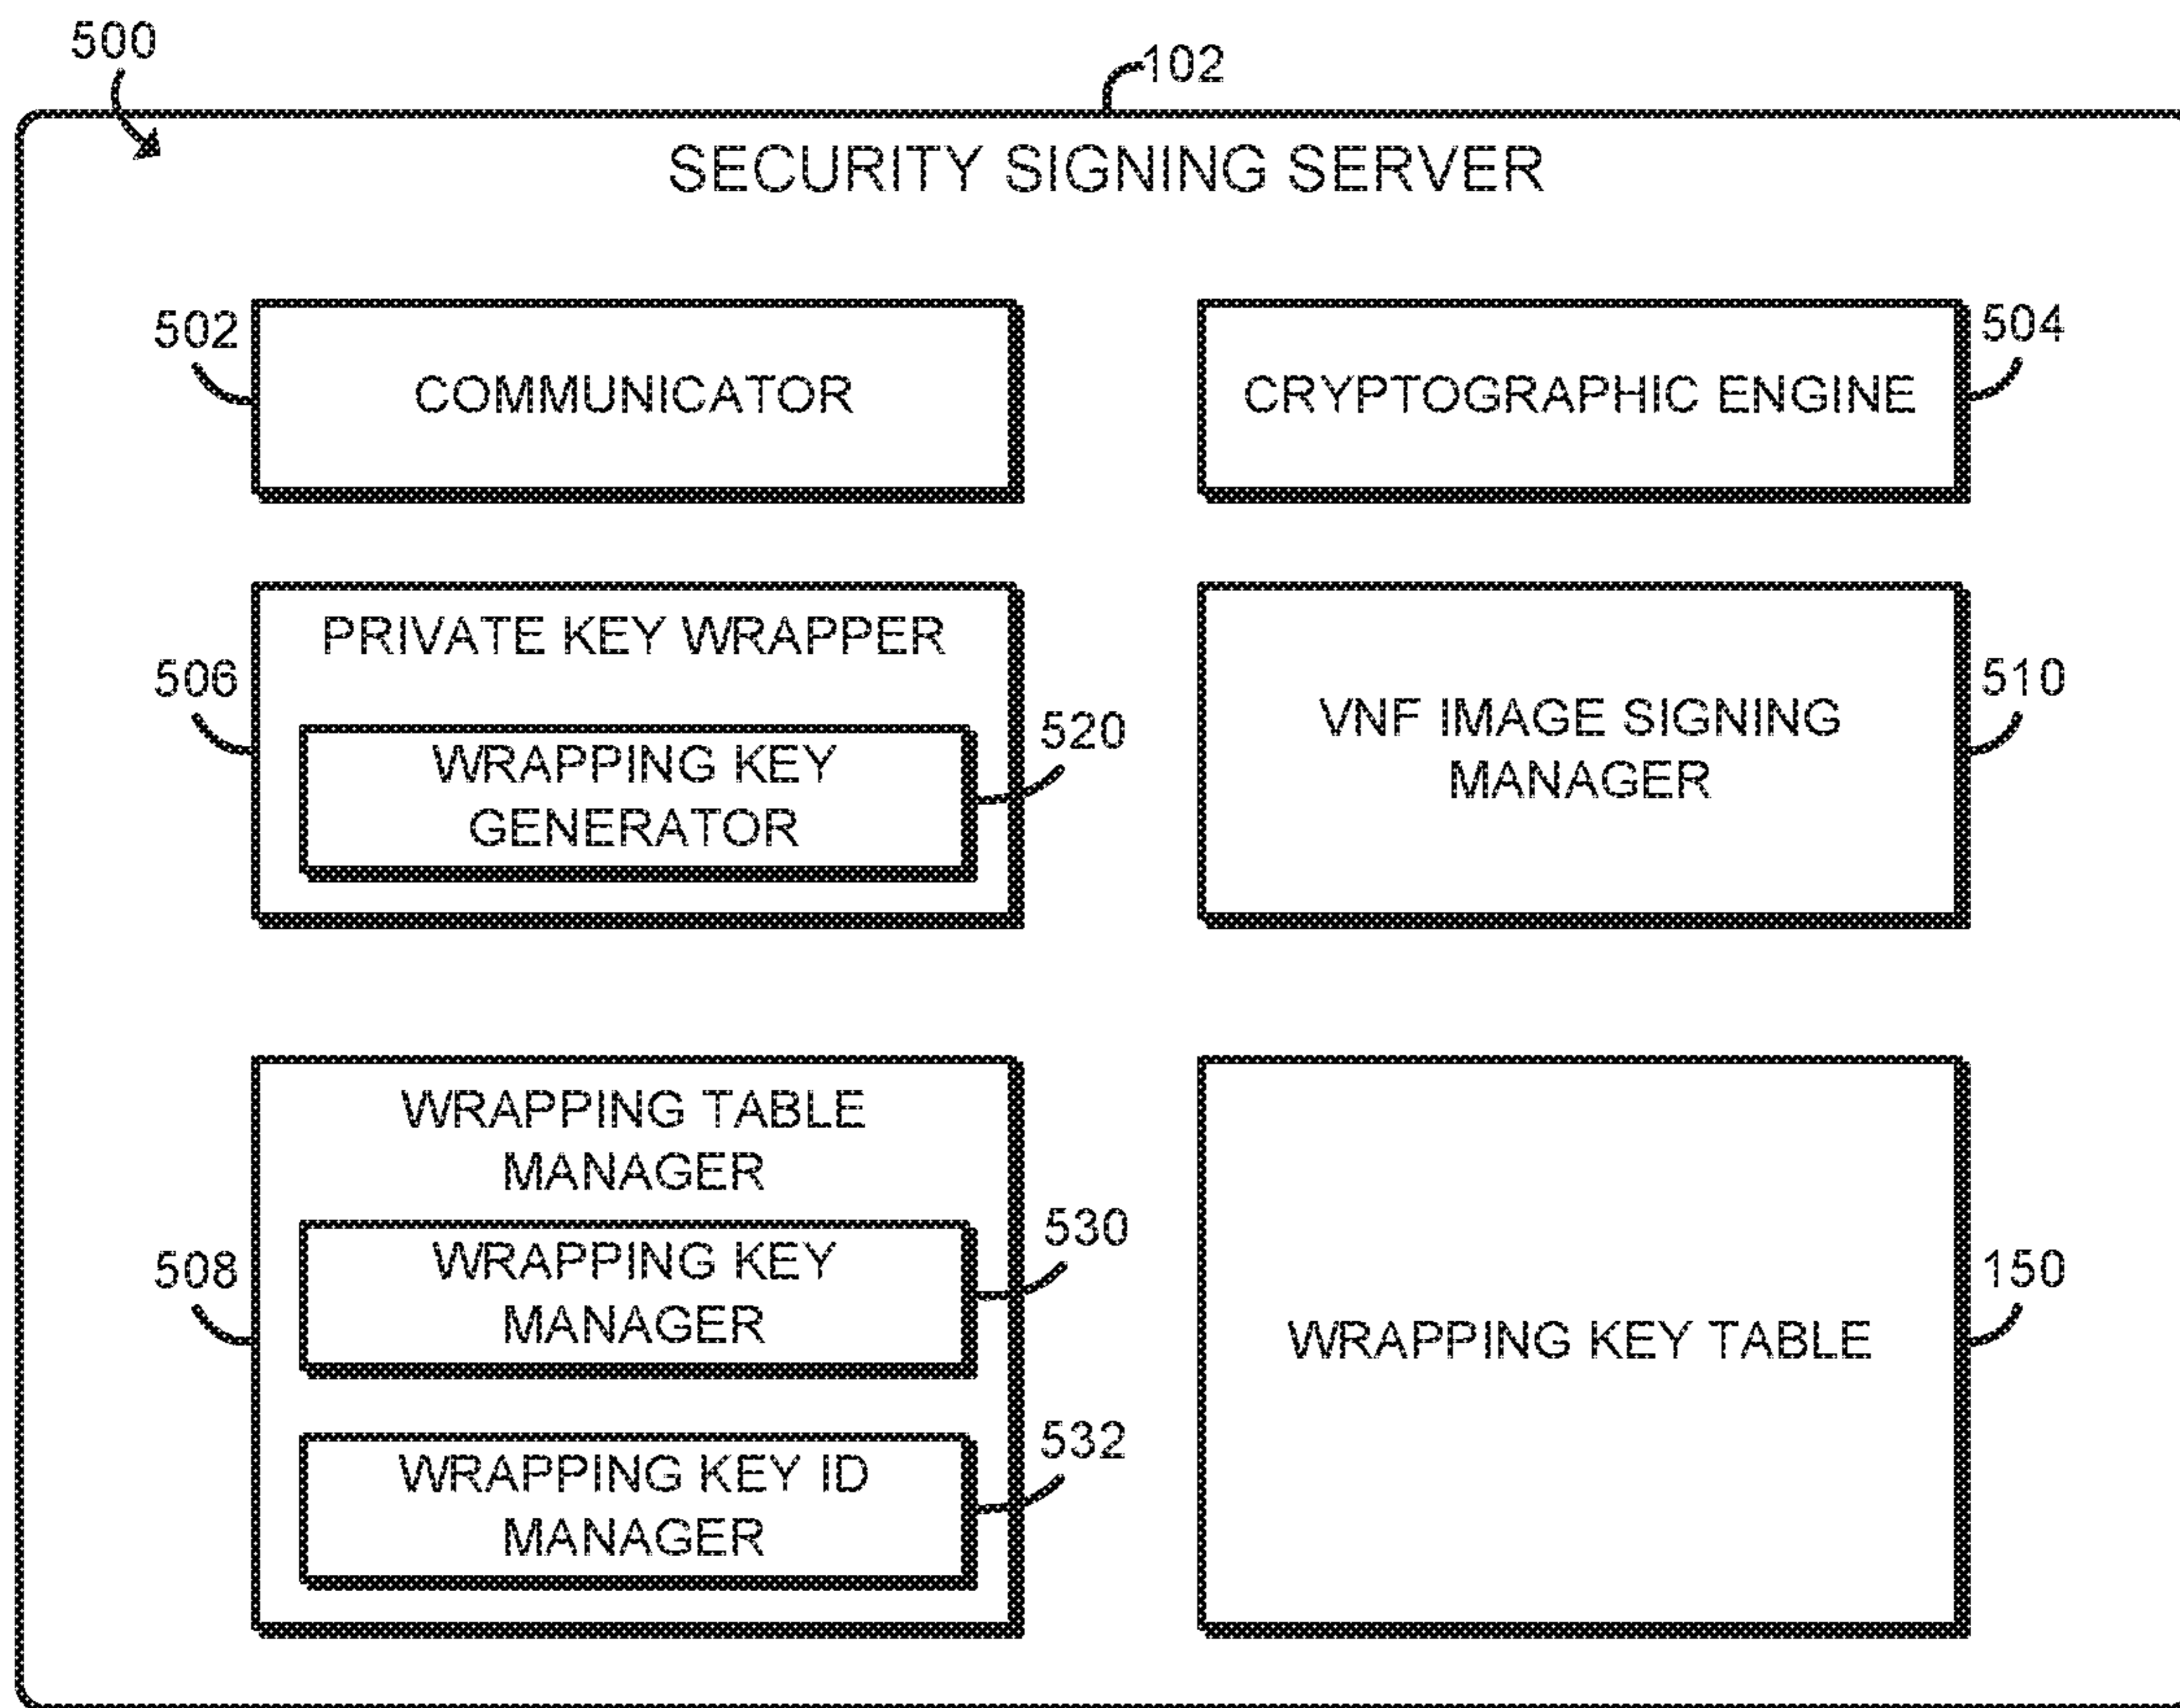 500
102
SECURITY SIGNING SERVER
502
COMMUNICATOR
CRYPTOGRAPHIC ENGINE
504
506
PRIVATE KEY WRAPPER
WRAPPING KEY
GENERATOR
520
VNF IMAGE SIGNING
MANAGER
510
508
WRAPPING TABLE
MANAGER
WRAPPING KEY
MANAGER
530
WRAPPING KEY ID
MANAGER
532
WRAPPING KEY TABLE
150